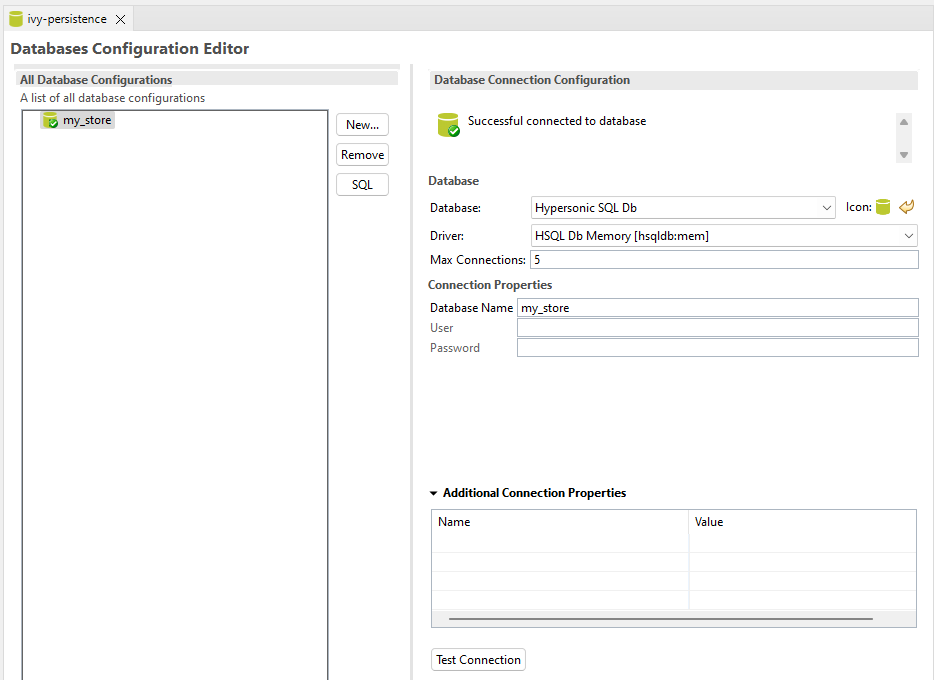 ivy-persistence
Databases Configuration Editor
All Database Configurations
A list of all database configurations
my_store
New...
Remove
SQL
Database Connection Configuration
Successful connected to database
Database
Database: Hypersonic SQL Db Icon:
Driver: HSQL Db Memory [hsqldb:mem]
Max Connections: 5
Connection Properties
Database Name my_store
User
Password
Additional Connection Properties
Name Value
Test Connection